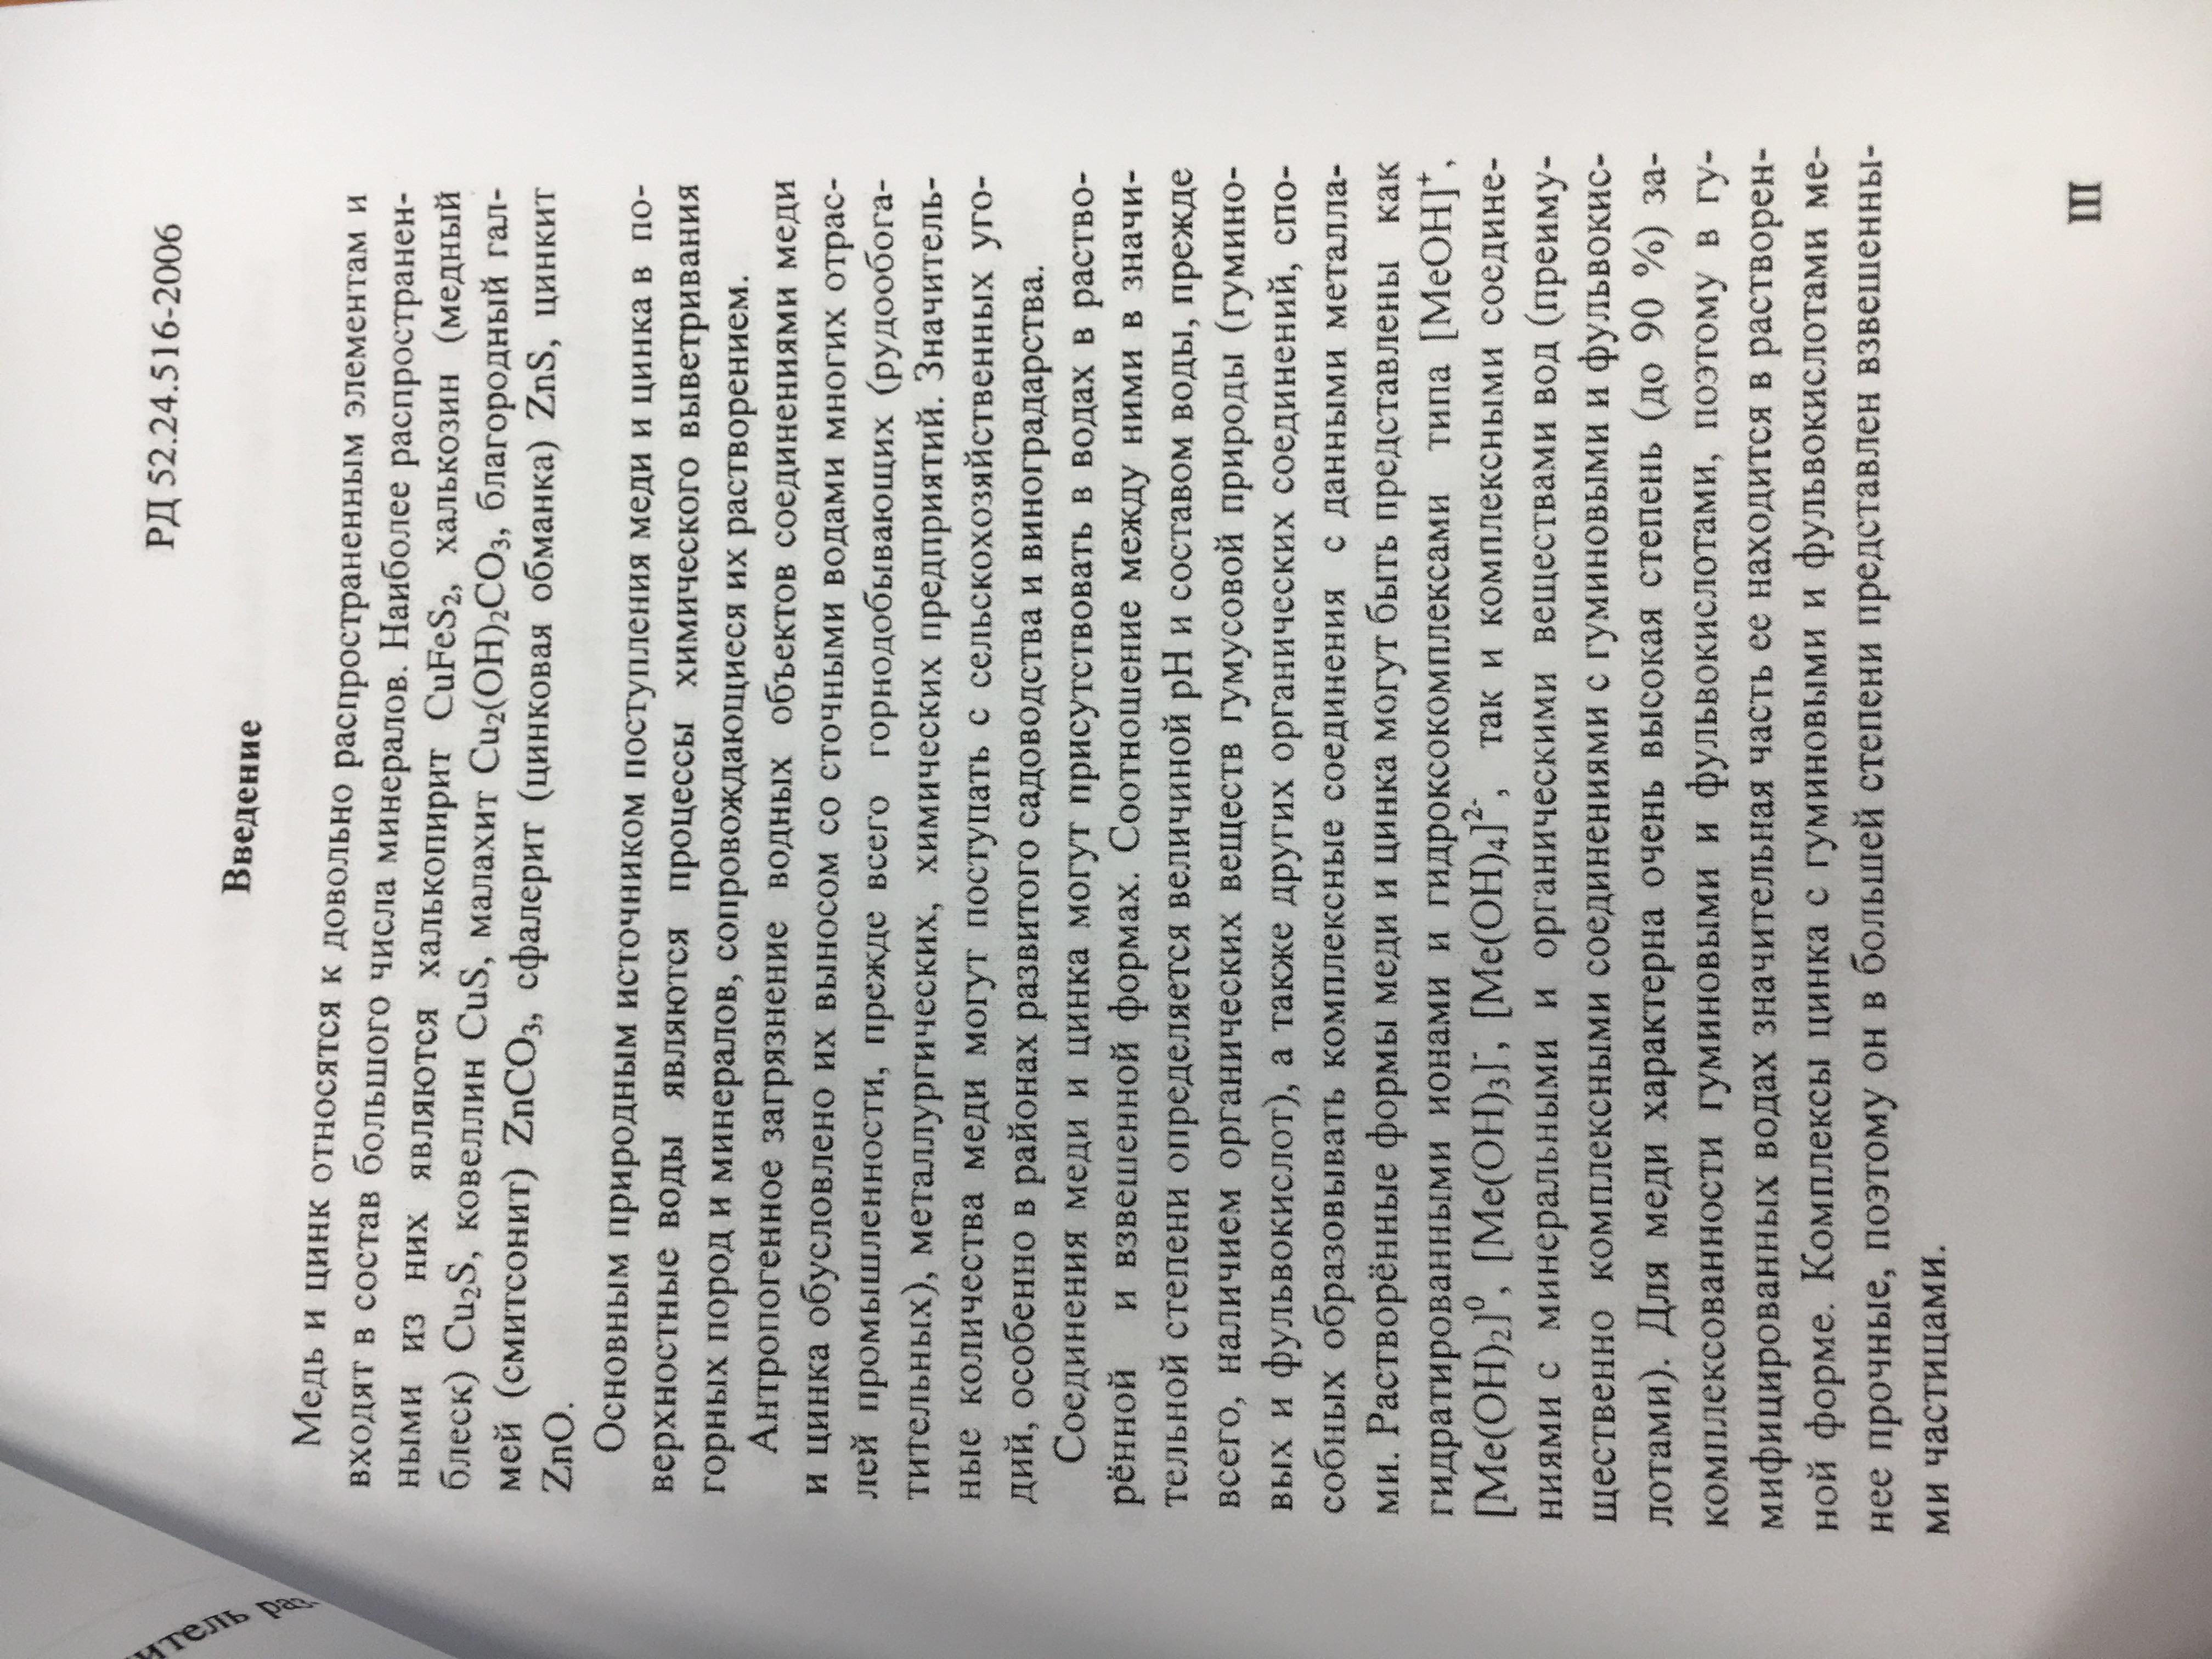 РД 52.24.516-2006
Введение
Медь и цинк относятся к довольно распространенным элементам и
входят в состав большого числа минералов. Наиболее распространен-
ными из них являются халькопирит CuFeS₂, халькозин (медный
блеск) Cu₂S, ковеллин CuS, малахит Cu₂(OH)₂CO₃, благородный гал-
мей (смитсонит) ZnCO₃, сфалерит (цинковая обманка) ZnS, цинкит
ZnO.
Основным природным источником поступления меди и цинка в по-
верхностные воды являются процессы химического выветривания
горных пород и минералов, сопровождающиеся их растворением.
Антропогенное загрязнение водных объектов соединениями меди
и цинка обусловлено их выносом со сточными водами многих отрас-
лей промышленности, прежде всего горнодобывающих (рудообога-
тительных), металлургических, химических предприятий. Значитель-
ные количества меди могут поступать с сельскохозяйственных уго-
дий, особенно в районах развитого садоводства и виноградарства.
Соединения меди и цинка могут присутствовать в водах в раство-
рённой и взвешенной формах. Соотношение между ними в значи-
тельной степени определяется величиной pH и составом воды, прежде
всего, наличием органических веществ гумусовой природы (гумино-
вых и фульвокислот), а также других органических соединений, спо-
собных образовывать комплексные соединения с данными металла-
ми. Растворённые формы меди и цинка могут быть представлены как
гидратированными ионами и гидроксокомплексами типа [MeOH]⁺,
[Me(OH)₂]⁰, [Me(OH)₃]⁻, [Me(OH)₄]²⁻, так и комплексными соедине-
ниями с минеральными и органическими веществами вод (преиму-
щественно комплексными соединениями с гуминовыми и фульвокис-
лотами). Для меди характерна очень высокая степень (до 90 %) за-
комплексованности гуминовыми и фульвокислотами, поэтому в гу-
мифицированных водах значительная часть ее находится в растворен-
ной форме. Комплексы цинка с гуминовыми и фульвокислотами ме-
нее прочные, поэтому он в большей степени представлен взвешенны-
ми частицами.
III